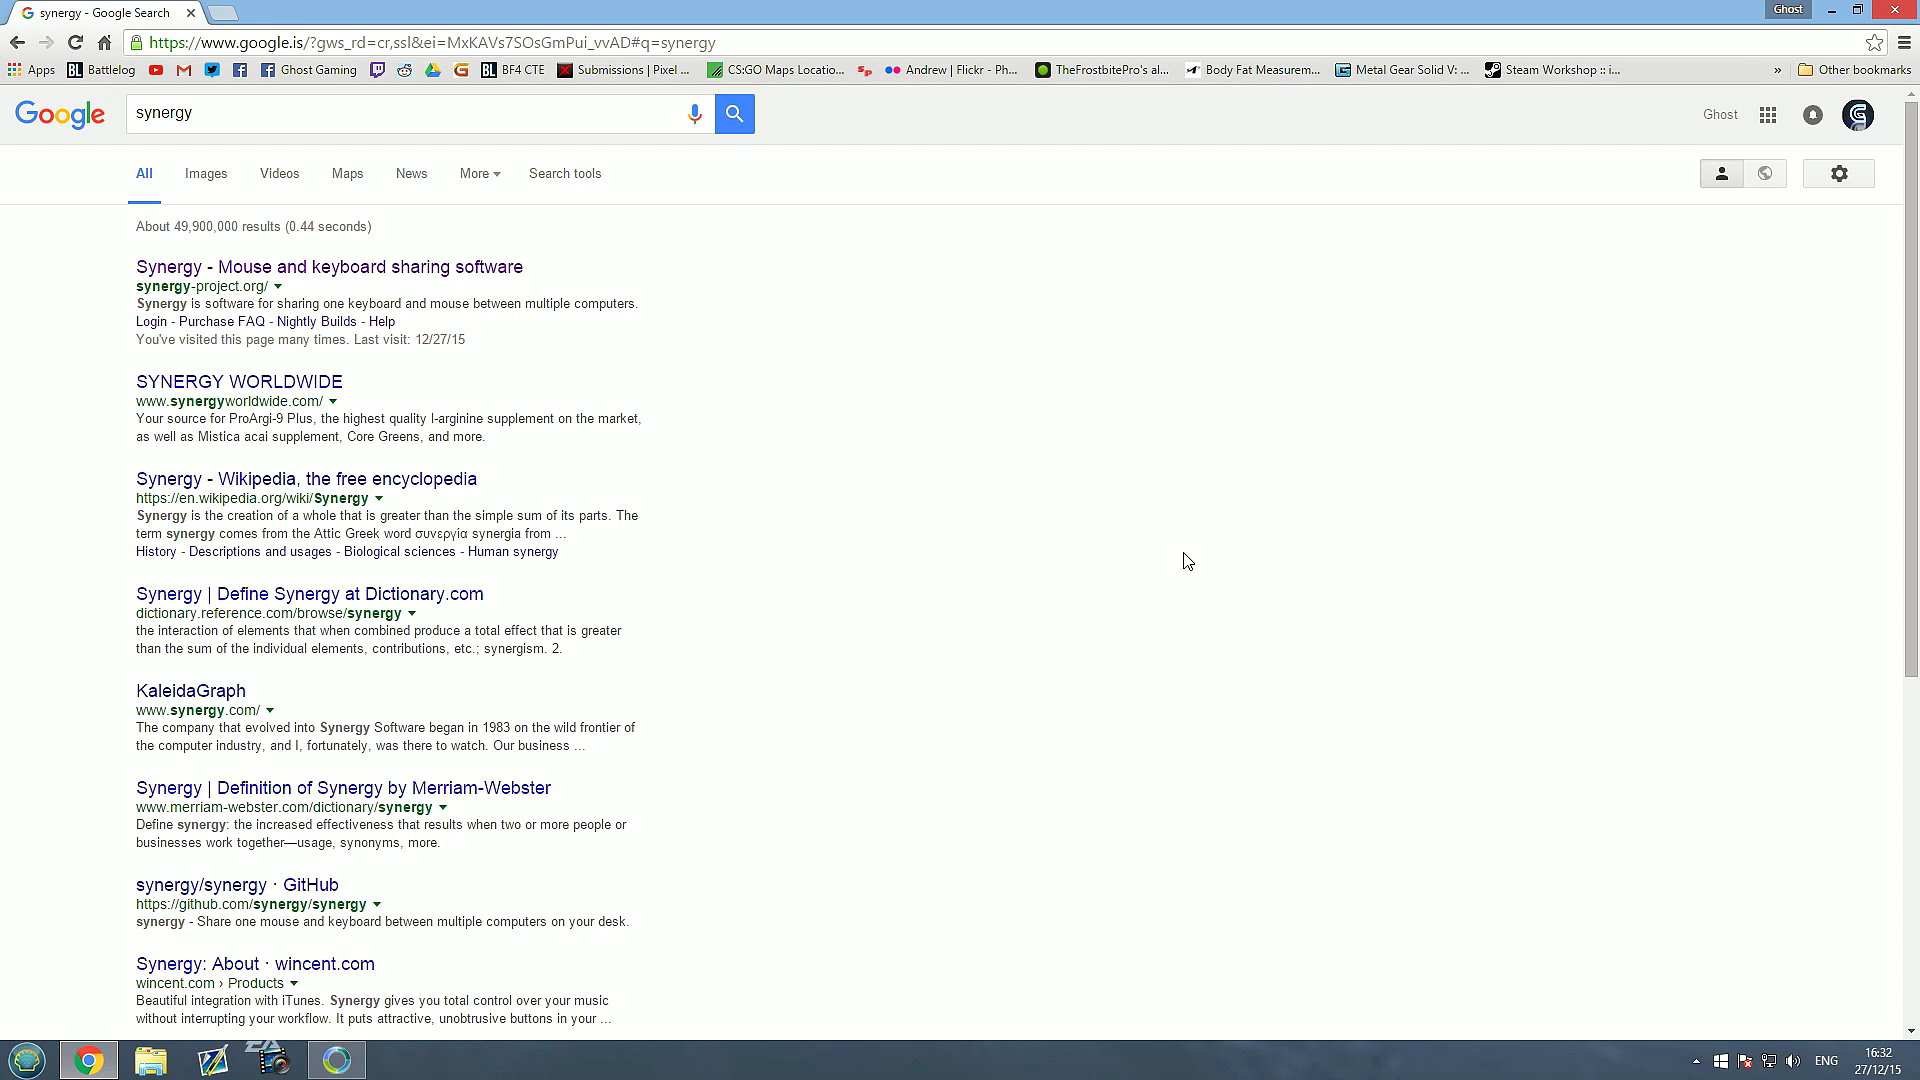 synergy - Google Search
Ghost
https://www.google.is/?gws_rd=cr,ssl&ei=MxKAVs7SOsGmPui_vvAD#q=synergy
Apps BL Battlelog Ghost Gaming BL BF4 CTE Submissions | Pixel ... CS:GO Maps Locatio... Andrew | Flickr - Ph... TheFrostbitePro's al... Body Fat Measurem... Metal Gear Solid V: ... Steam Workshop :: i... » Other bookmarks
Google synergy Ghost
All Images Videos Maps News More Search tools
About 49,900,000 results (0.44 seconds)
Synergy - Mouse and keyboard sharing software
synergy-project.org/
Synergy is software for sharing one keyboard and mouse between multiple computers.
Login - Purchase FAQ - Nightly Builds - Help
You've visited this page many times. Last visit: 12/27/15
SYNERGY WORLDWIDE
www.synergyworldwide.com/
Your source for ProArgi-9 Plus, the highest quality l-arginine supplement on the market,
as well as Mistica acai supplement, Core Greens, and more.
Synergy - Wikipedia, the free encyclopedia
https://en.wikipedia.org/wiki/Synergy
Synergy is the creation of a whole that is greater than the simple sum of its parts. The
term synergy comes from the Attic Greek word συνεργία synergia from ...
History - Descriptions and usages - Biological sciences - Human synergy
Synergy | Define Synergy at Dictionary.com
dictionary.reference.com/browse/synergy
the interaction of elements that when combined produce a total effect that is greater
than the sum of the individual elements, contributions, etc.; synergism. 2.
KaleidaGraph
www.synergy.com/
The company that evolved into Synergy Software began in 1983 on the wild frontier of
the computer industry, and I, fortunately, was there to watch. Our business ...
Synergy | Definition of Synergy by Merriam-Webster
www.merriam-webster.com/dictionary/synergy
Define synergy: the increased effectiveness that results when two or more people or
businesses work together—usage, synonyms, more.
synergy/synergy · GitHub
https://github.com/synergy/synergy
synergy - Share one mouse and keyboard between multiple computers on your desk.
Synergy: About · wincent.com
wincent.com › Products
Beautiful integration with iTunes. Synergy gives you total control over your music
without interrupting your workflow. It puts attractive, unobtrusive buttons in your ...
EA
ENG
16:32
27/12/15